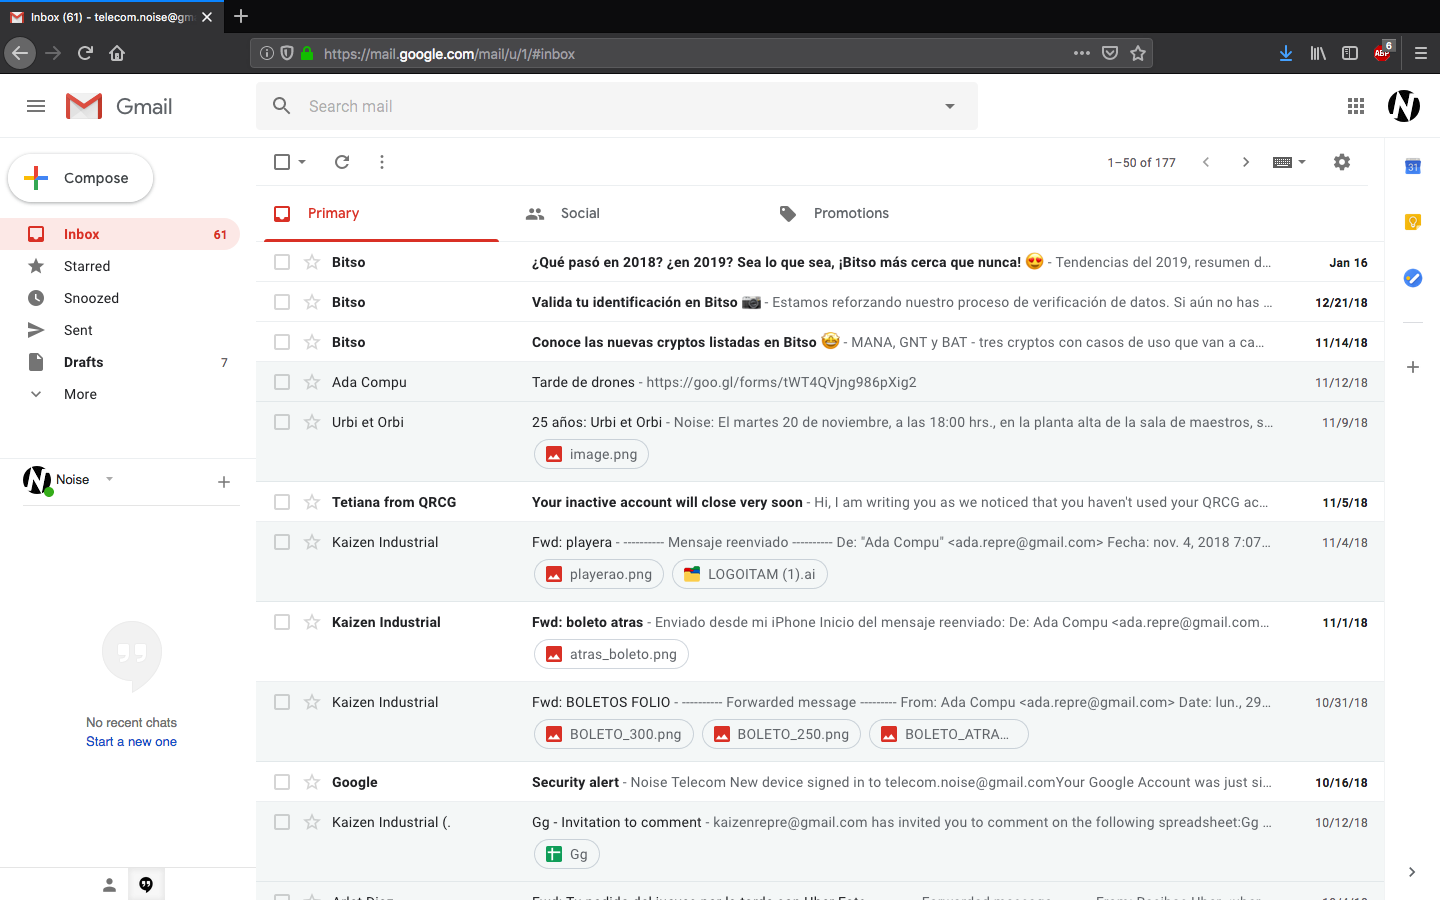 Inbox (61) - telecom.noise@gm
https://mail.google.com/mail/u/1/#inbox
ABP
6
Gmail
Search mail
N
Compose
1–50 of 177
31
Primary
Social
Promotions
Inbox 61
Starred
Snoozed
Sent
Drafts 7
More
Noise
No recent chats
Start a new one
Bitso ¿Qué pasó en 2018? ¿en 2019? Sea lo que sea, ¡Bitso más cerca que nunca! 😍 - Tendencias del 2019, resumen d... Jan 16
Bitso Valida tu identificación en Bitso 📷 - Estamos reforzando nuestro proceso de verificación de datos. Si aún no has ... 12/21/18
Bitso Conoce las nuevas cryptos listadas en Bitso 🤩 - MANA, GNT y BAT - tres cryptos con casos de uso que van a ca... 11/14/18
Ada Compu Tarde de drones - https://goo.gl/forms/tWT4QVjng986pXig2 11/12/18
Urbi et Orbi 25 años: Urbi et Orbi - Noise: El martes 20 de noviembre, a las 18:00 hrs., en la planta alta de la sala de maestros, s... 11/9/18
image.png
Tetiana from QRCG Your inactive account will close very soon - Hi, I am writing you as we noticed that you haven't used your QRCG ac... 11/5/18
Kaizen Industrial Fwd: playera - ---------- Mensaje reenviado ---------- De: "Ada Compu" <ada.repre@gmail.com> Fecha: nov. 4, 2018 7:07... 11/4/18
playerao.png LOGOITAM (1).ai
Kaizen Industrial Fwd: boleto atras - Enviado desde mi iPhone Inicio del mensaje reenviado: De: Ada Compu <ada.repre@gmail.com... 11/1/18
atras_boleto.png
Kaizen Industrial Fwd: BOLETOS FOLIO - ---------- Forwarded message --------- From: Ada Compu <ada.repre@gmail.com> Date: lun., 29... 10/31/18
BOLETO_300.png BOLETO_250.png BOLETO_ATRA...
Google Security alert - Noise Telecom New device signed in to telecom.noise@gmail.comYour Google Account was just si... 10/16/18
Kaizen Industrial (. Gg - Invitation to comment - kaizenrepre@gmail.com has invited you to comment on the following spreadsheet:Gg ... 10/12/18
Gg